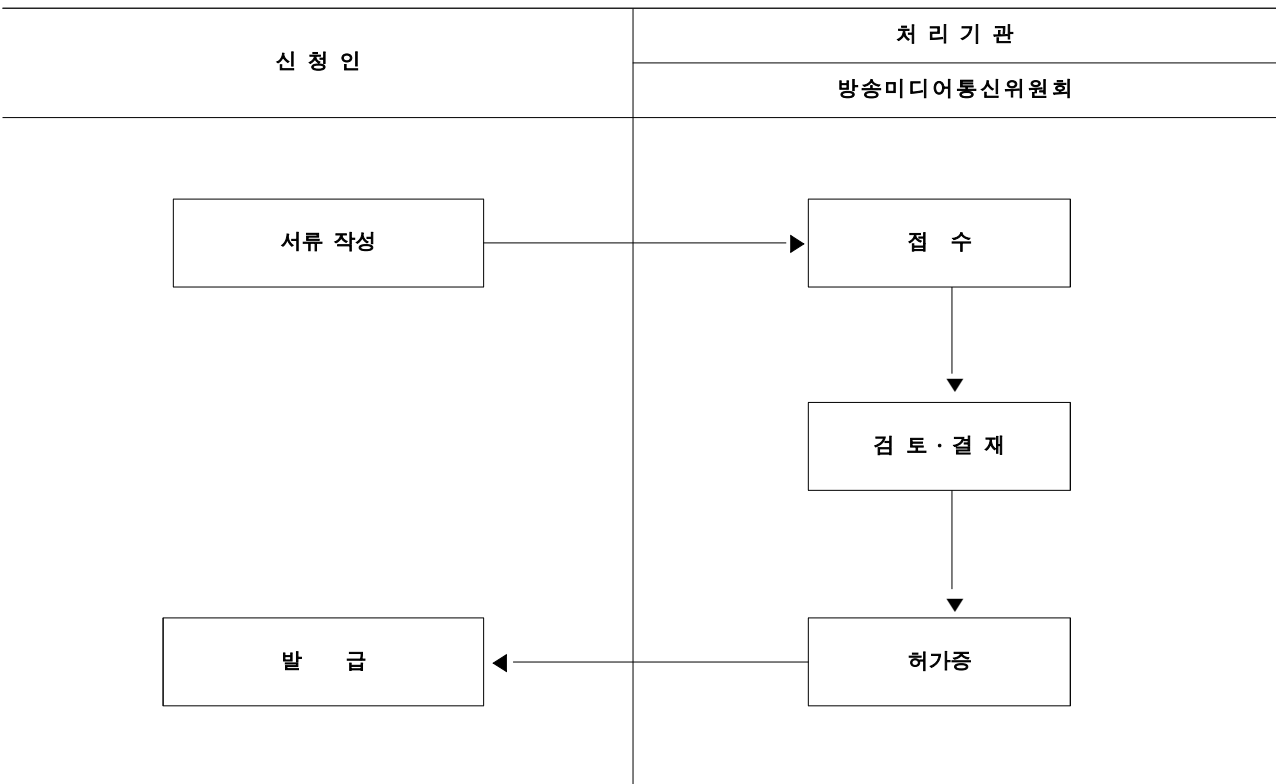 신 청 인
처 리 기 관
방송미디어통신위원회
서류 작성
접 수
검 토 · 결 재
발 급
허가증